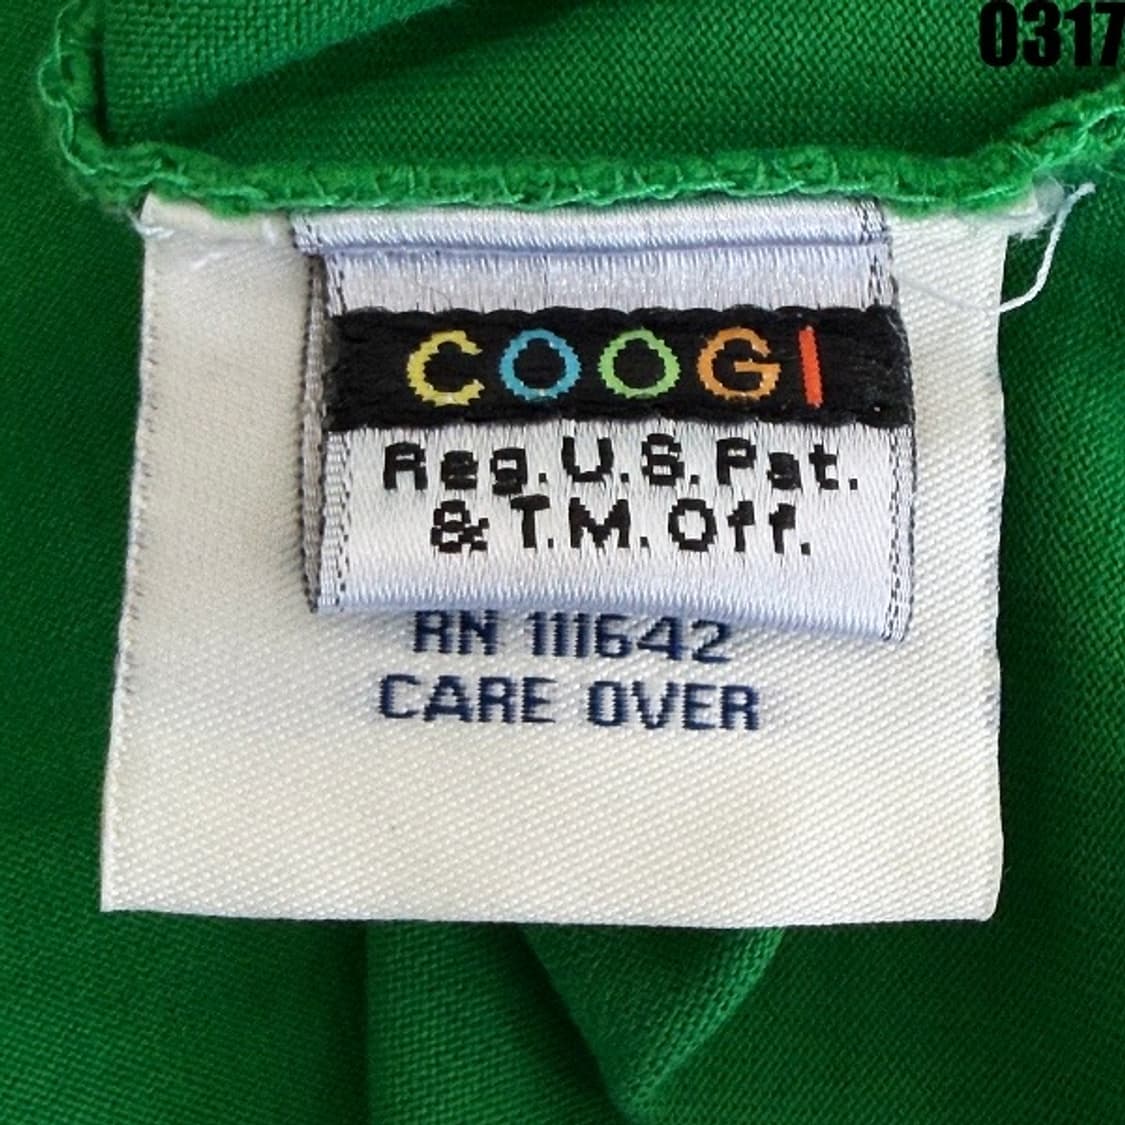 0317
COOGI
Reg. U.S. Pat.
& T.M. Off.
RN 111642
CARE OVER